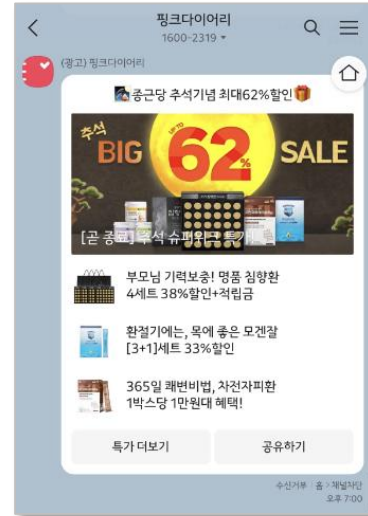 핑크다이어리
1600-2319
(광고) 핑크다이어리
종근당 추석기념 최대62%할인
추석
BIG UP TO 62% SALE
[곧 종료] 추석 슈퍼위크 특가
부모님 기력보충! 명품 침향환
4세트 38%할인+적립금
환절기에는, 목에 좋은 모겐잘
[3+1]세트 33%할인
365일 쾌변비법, 차전자피환
1박스당 1만원대 혜택!
특가 더보기
공유하기
수신거부 | 홈 > 채널차단
오후 7:00